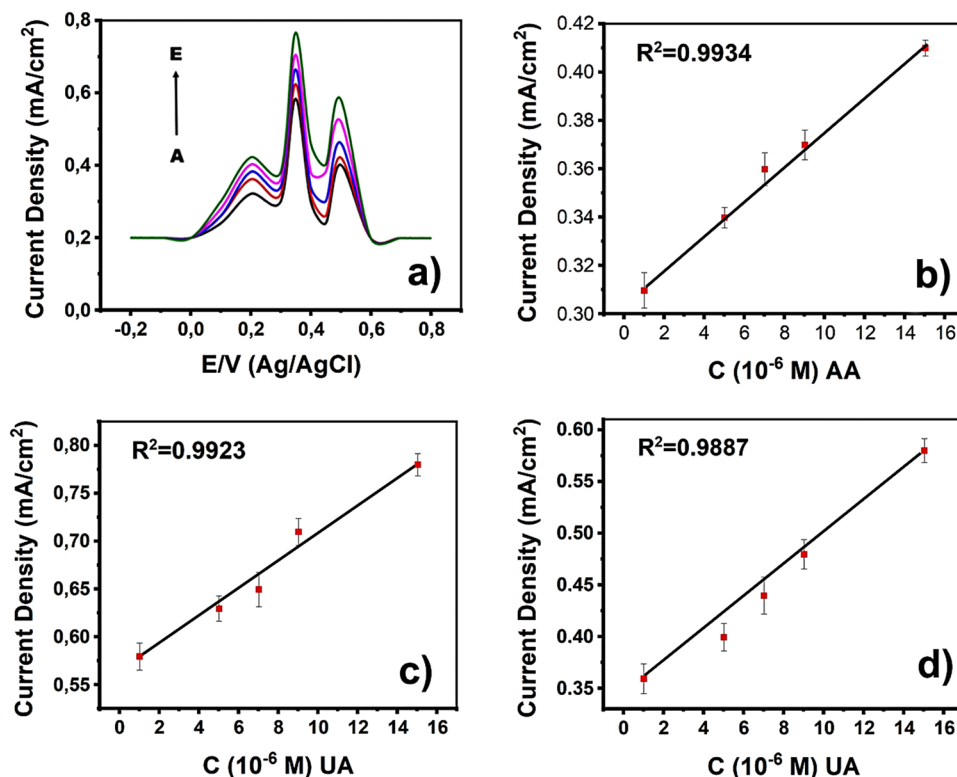 0,8
0,6
0,4
0,2
0,0
Current Density (mA/cm²)
E
A
a)
-0,2 0,0 0,2 0,4 0,6 0,8
E/V (Ag/AgCl)
0.42
0.40
0.38
0.36
0.34
0.32
0.30
Current Density (mA/cm²)
R²=0.9934
b)
0 2 4 6 8 10 12 14 16
C (10⁻⁶ M) AA
0,80
0,75
0,70
0,65
0,60
0,55
Current Density (mA/cm²)
R²=0.9923
c)
0 2 4 6 8 10 12 14 16
C (10⁻⁶ M) UA
0.60
0.55
0.50
0.45
0.40
0.35
Current Density (mA/cm²)
R²=0.9887
d)
0 2 4 6 8 10 12 14 16
C (10⁻⁶ M) UA